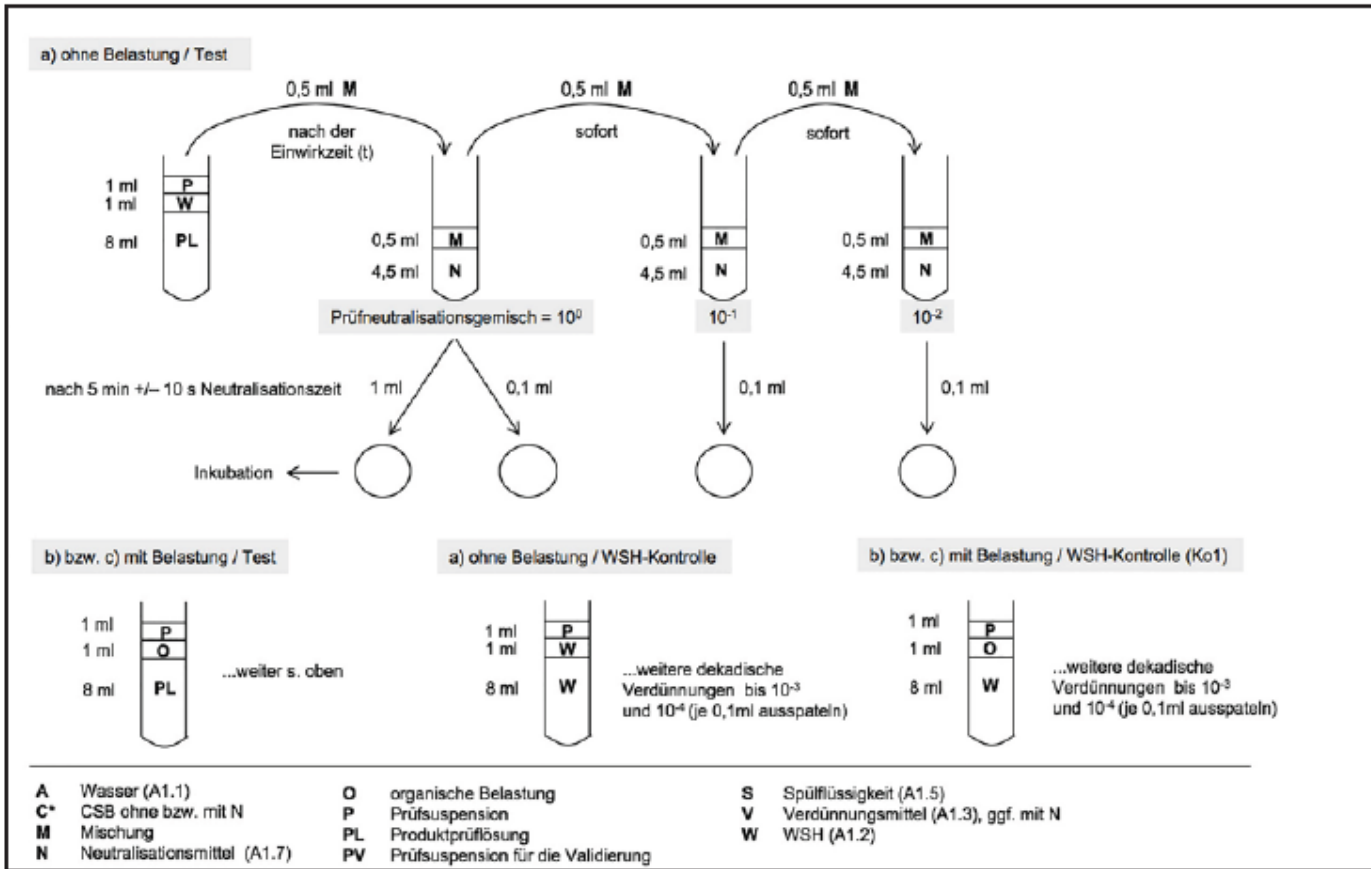 a) ohne Belastung / Test
0,5 ml M
0,5 ml M
0,5 ml M
nach der
Einwirkzeit (t)
sofort
sofort
1 ml P
1 ml W
8 ml PL
0,5 ml M
4,5 ml N
0,5 ml M
4,5 ml N
0,5 ml M
4,5 ml N
Prüfneutralisationsgemisch = 10⁰
10⁻¹
10⁻²
nach 5 min +/– 10 s Neutralisationszeit
1 ml
0,1 ml
0,1 ml
0,1 ml
Inkubation
b) bzw. c) mit Belastung / Test
1 ml P
1 ml O
8 ml PL
...weiter s. oben
a) ohne Belastung / WSH-Kontrolle
1 ml P
1 ml W
8 ml W
...weitere dekadische
Verdünnungen bis 10⁻³
und 10⁻⁴ (je 0,1ml ausspateln)
b) bzw. c) mit Belastung / WSH-Kontrolle (Ko1)
1 ml P
1 ml O
8 ml W
...weitere dekadische
Verdünnungen bis 10⁻³
und 10⁻⁴ (je 0,1ml ausspateln)
A Wasser (A1.1)
C* CSB ohne bzw. mit N
M Mischung
N Neutralisationsmittel (A1.7)
O organische Belastung
P Prüfsuspension
PL Produktprüflösung
PV Prüfsuspension für die Validierung
S Spülflüssigkeit (A1.5)
V Verdünnungsmittel (A1.3), ggf. mit N
W WSH (A1.2)